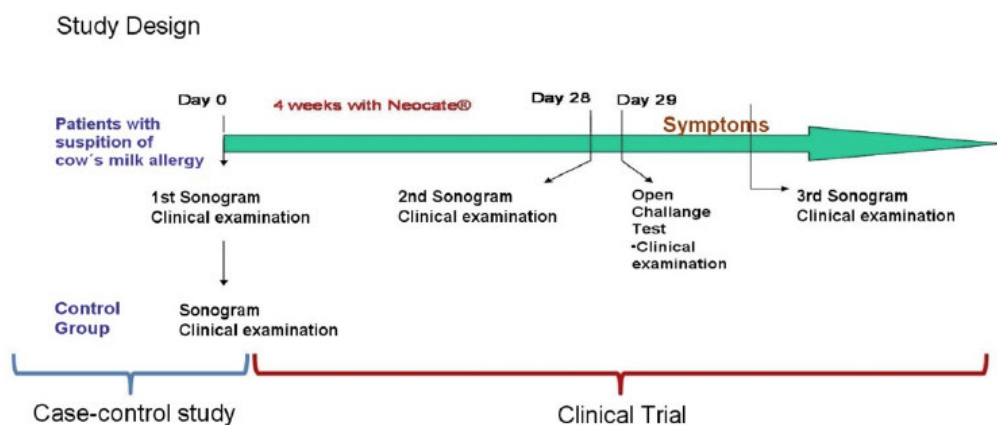 Study Design
Day 0
4 weeks with Neocate®
Day 28
Day 29
Patients with
suspition of
cow´s milk allergy
Symptoms
1st Sonogram
Clinical examination
2nd Sonogram
Clinical examination
Open
Challange
Test
-Clinical
examination
3rd Sonogram
Clinical examination
Control
Group
Sonogram
Clinical examination
Case-control study
Clinical Trial